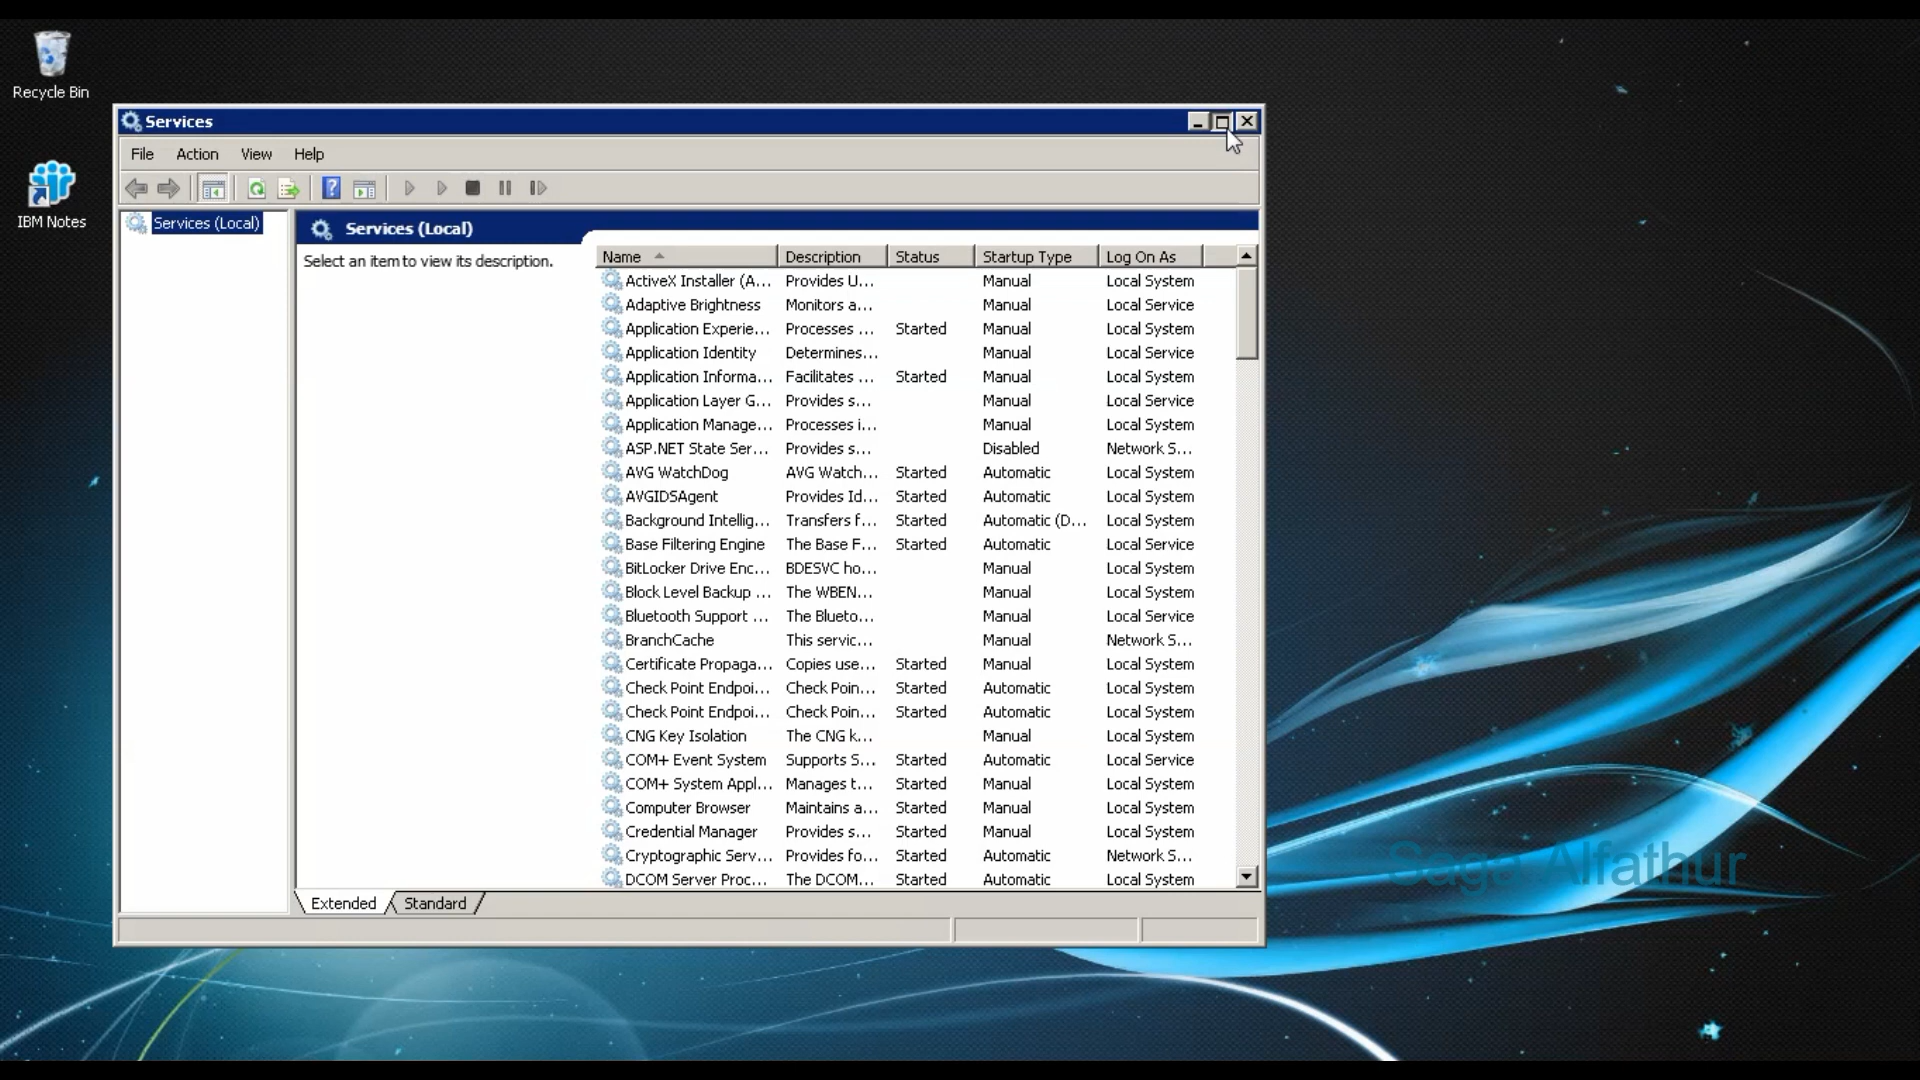 Recycle Bin
IBM Notes
Services
File Action View Help
Services (Local)
Services (Local)
Select an item to view its description.
Name Description Status Startup Type Log On As
ActiveX Installer (A... Provides U... Manual Local System
Adaptive Brightness Monitors a... Manual Local Service
Application Experie... Processes ... Started Manual Local System
Application Identity Determines... Manual Local Service
Application Informa... Facilitates ... Started Manual Local System
Application Layer G... Provides s... Manual Local Service
Application Manage... Processes i... Manual Local System
ASP.NET State Ser... Provides s... Disabled Network S...
AVG WatchDog AVG Watch... Started Automatic Local System
AVGIDSAgent Provides Id... Started Automatic Local System
Background Intellig... Transfers f... Started Automatic (D... Local System
Base Filtering Engine The Base F... Started Automatic Local Service
BitLocker Drive Enc... BDESVC ho... Manual Local System
Block Level Backup ... The WBEN... Manual Local System
Bluetooth Support ... The Blueto... Manual Local Service
BranchCache This servic... Manual Network S...
Certificate Propaga... Copies use... Started Manual Local System
Check Point Endpoi... Check Poin... Started Automatic Local System
Check Point Endpoi... Check Poin... Started Automatic Local System
CNG Key Isolation The CNG k... Manual Local System
COM+ Event System Supports S... Started Automatic Local Service
COM+ System Appl... Manages t... Started Manual Local System
Computer Browser Maintains a... Started Manual Local System
Credential Manager Provides s... Started Manual Local System
Cryptographic Serv... Provides fo... Started Automatic Network S...
DCOM Server Proc... The DCOM... Started Automatic Local System
Extended Standard
Saga Alfathur